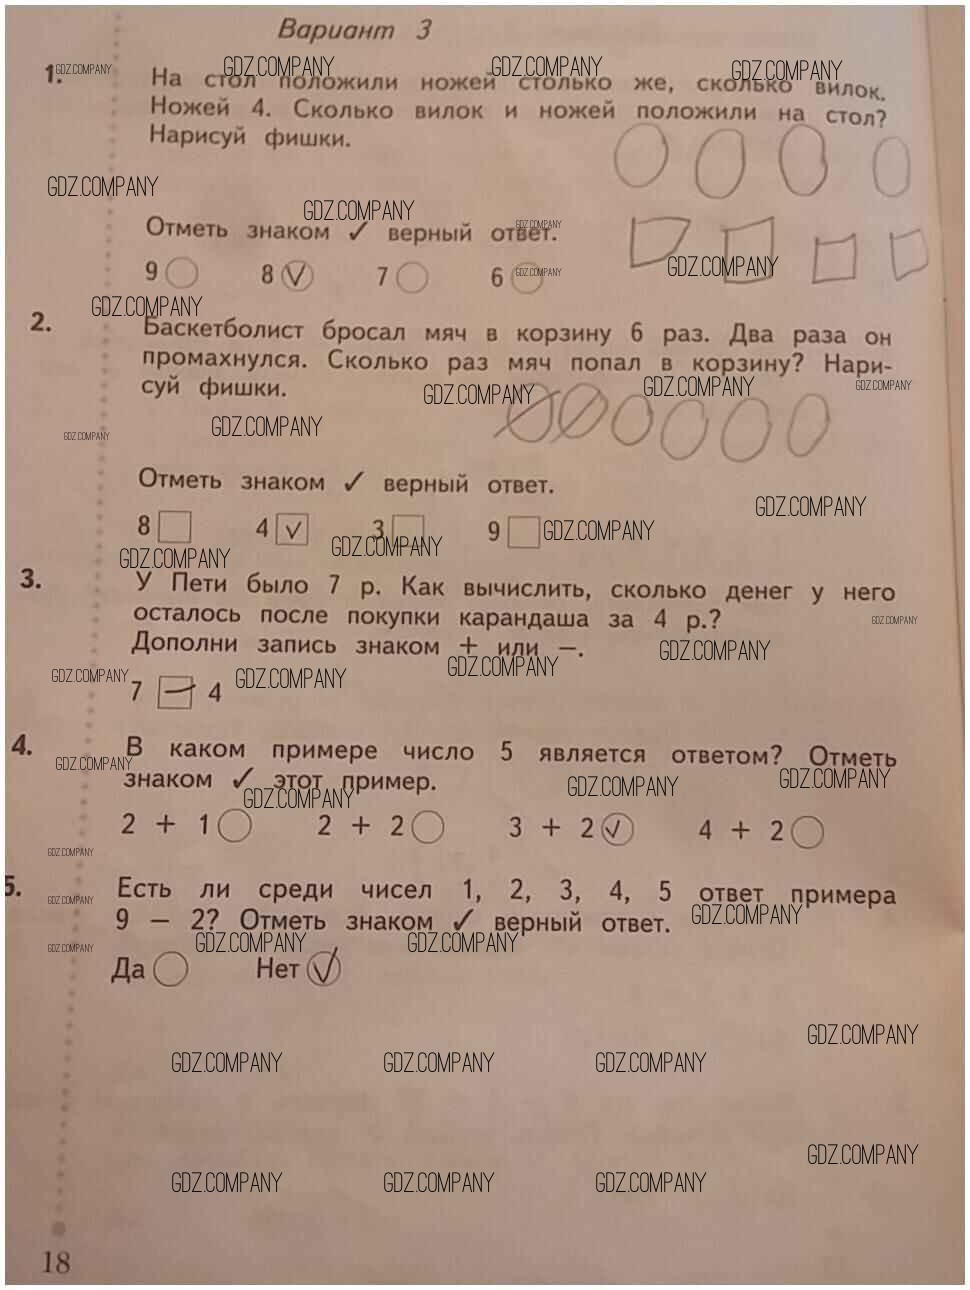 Вариант 3
1. На стол положили ножей столько же, сколько вилок.
Ножей 4. Сколько вилок и ножей положили на стол?
Нарисуй фишки.
Отметь знаком ✓ верный ответ.
9 8 ✓ 7 6
2. Баскетболист бросал мяч в корзину 6 раз. Два раза он
промахнулся. Сколько раз мяч попал в корзину? Нари-
суй фишки.
Отметь знаком ✓ верный ответ.
8 4 ✓ 3 9
3. У Пети было 7 р. Как вычислить, сколько денег у него
осталось после покупки карандаша за 4 р.?
Дополни запись знаком + или −.
7 − 4
4. В каком примере число 5 является ответом? Отметь
знаком ✓ этот пример.
2 + 1 2 + 2 3 + 2 ✓ 4 + 2
5. Есть ли среди чисел 1, 2, 3, 4, 5 ответ примера
9 − 2? Отметь знаком ✓ верный ответ.
Да Нет ✓
18
GDZ.COMPANY